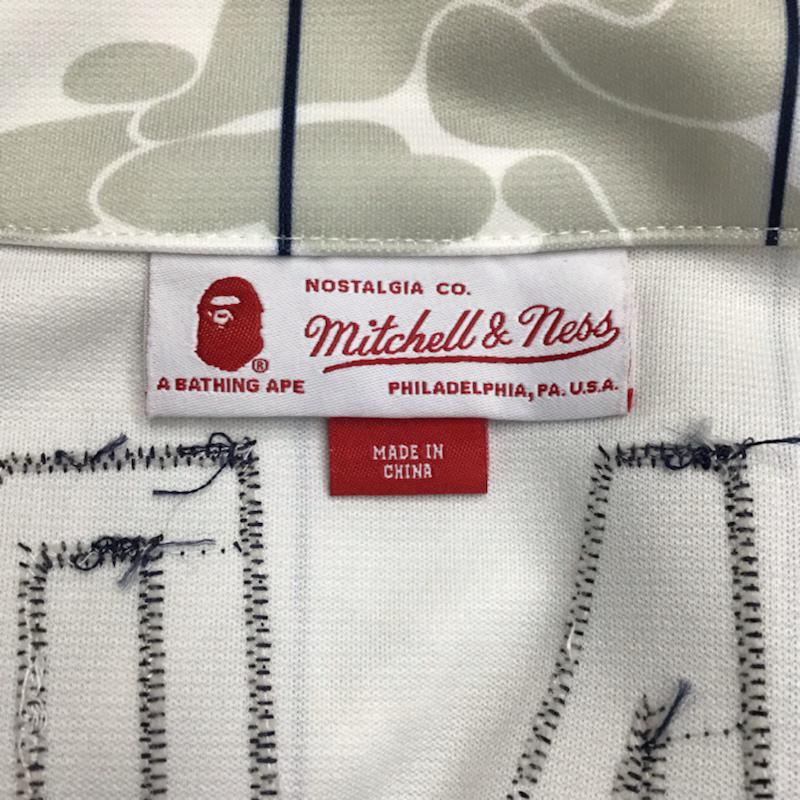 NOSTALGIA CO.
Mitchell & Ness
®
A BATHING APE
PHILADELPHIA, PA. U.S.A.
MADE IN
CHINA